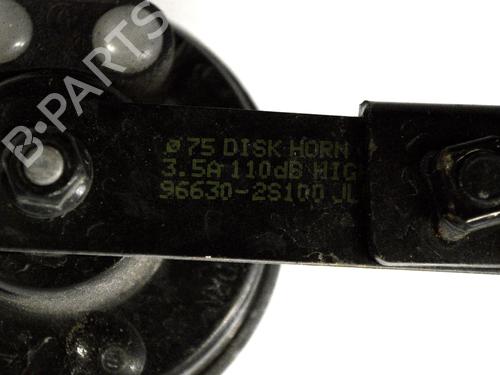 B-PARTS
ø75 DISK HORN
3.5A 110dB HIG
96630-2S100 JL